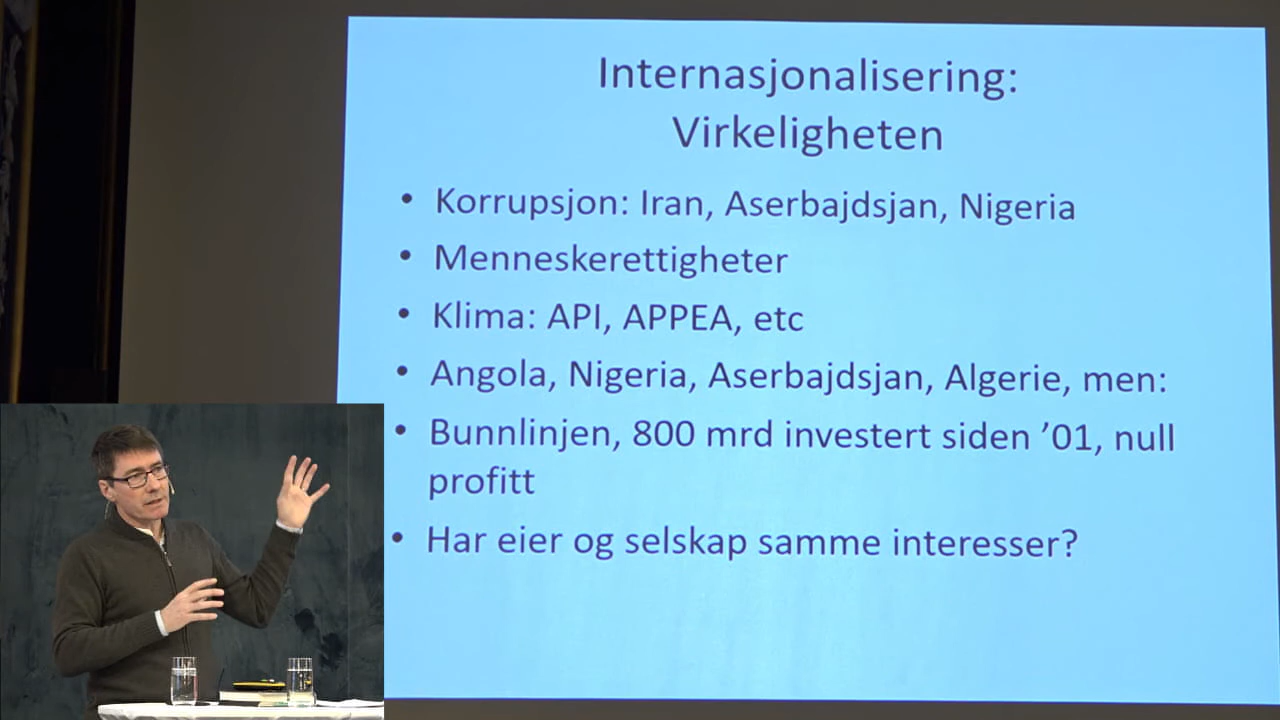 Internasjonalisering:
Virkeligheten
• Korrupsjon: Iran, Aserbajdsjan, Nigeria
• Menneskerettigheter
• Klima: API, APPEA, etc
• Angola, Nigeria, Aserbajdsjan, Algerie, men:
• Bunnlinjen, 800 mrd investert siden ’01, null
profitt
• Har eier og selskap samme interesser?